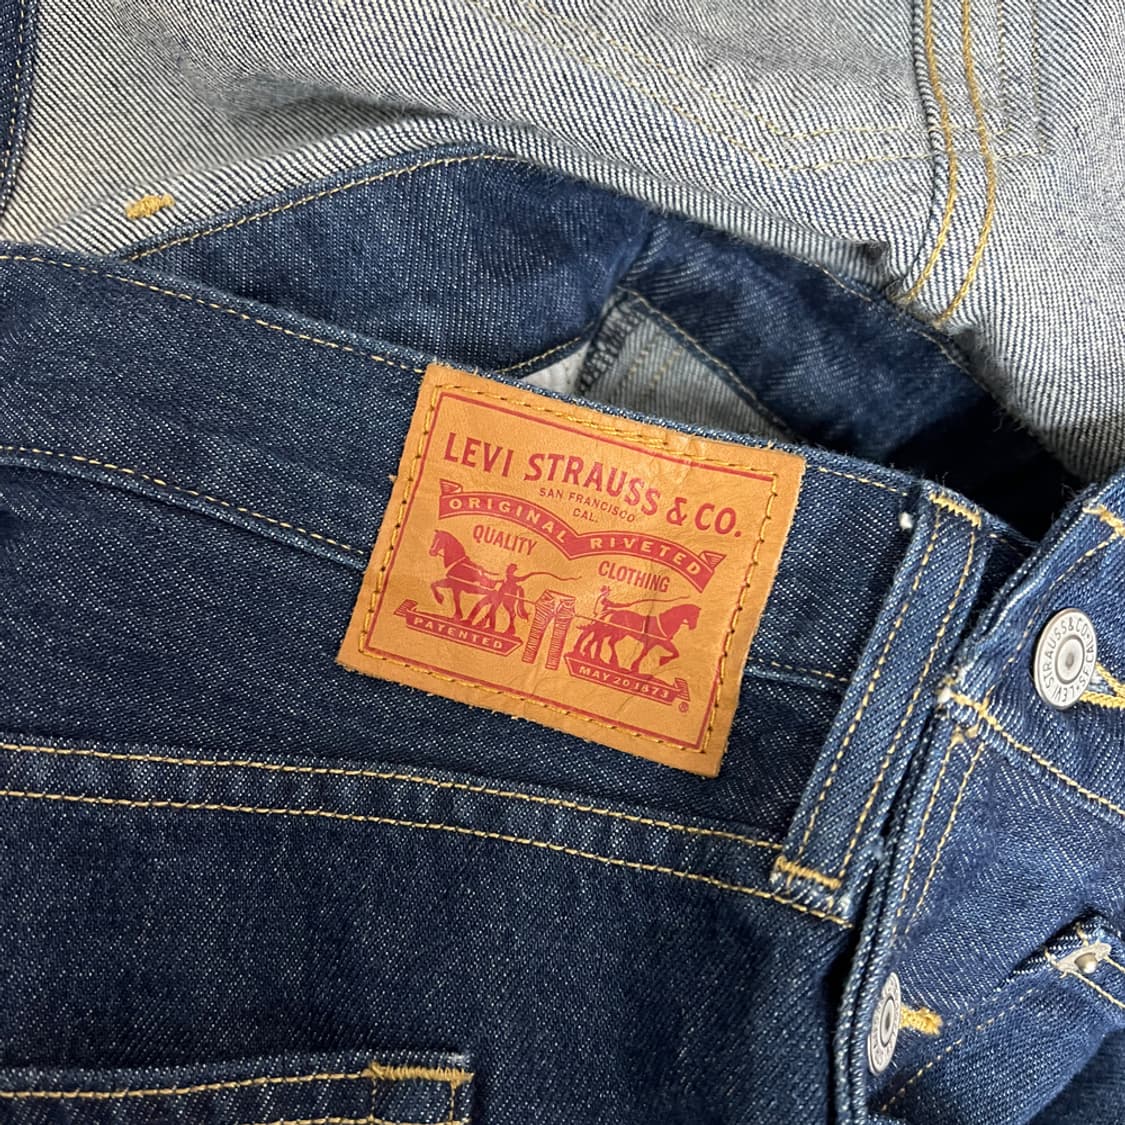 LEVI STRAUSS & CO.
SAN FRANCISCO
CAL.
ORIGINAL RIVETED
QUALITY
CLOTHING
PATENTED
MAY 20 1873
®
LEVI STRAUSS & CO.